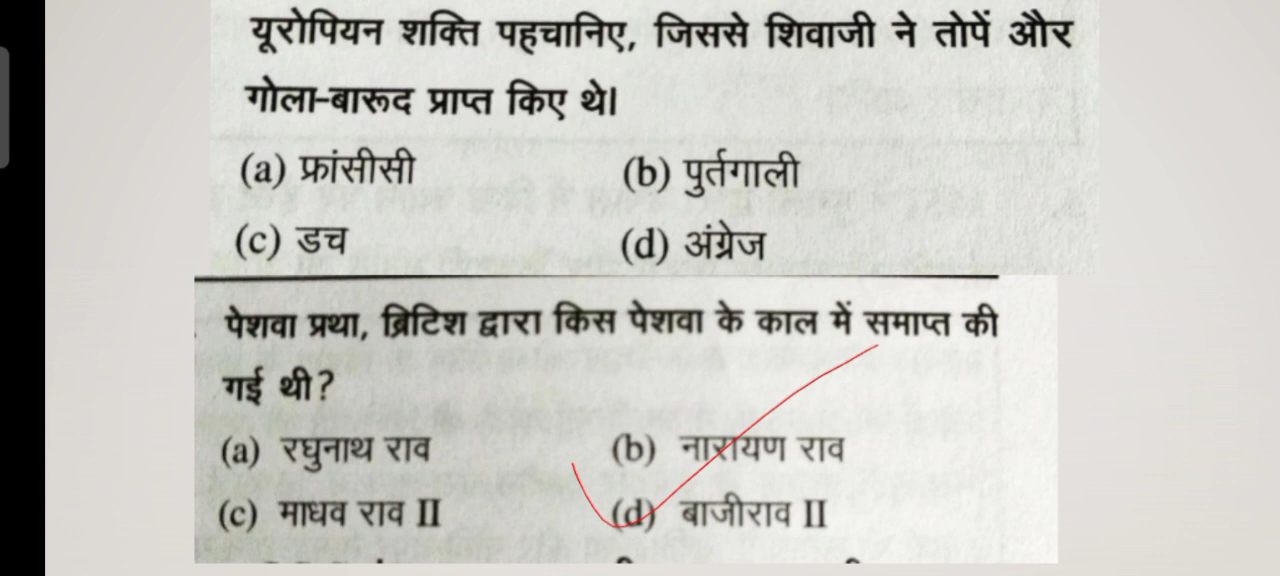 यूरोपियन शक्ति पहचानिए, जिससे शिवाजी ने तोपें और
गोला-बारूद प्राप्त किए थे।
(a) फ्रांसीसी (b) पुर्तगाली
(c) डच (d) अंग्रेज
पेशवा प्रथा, ब्रिटिश द्वारा किस पेशवा के काल में समाप्त की
गई थी?
(a) रघुनाथ राव (b) नारायण राव
(c) माधव राव II (d) बाजीराव II